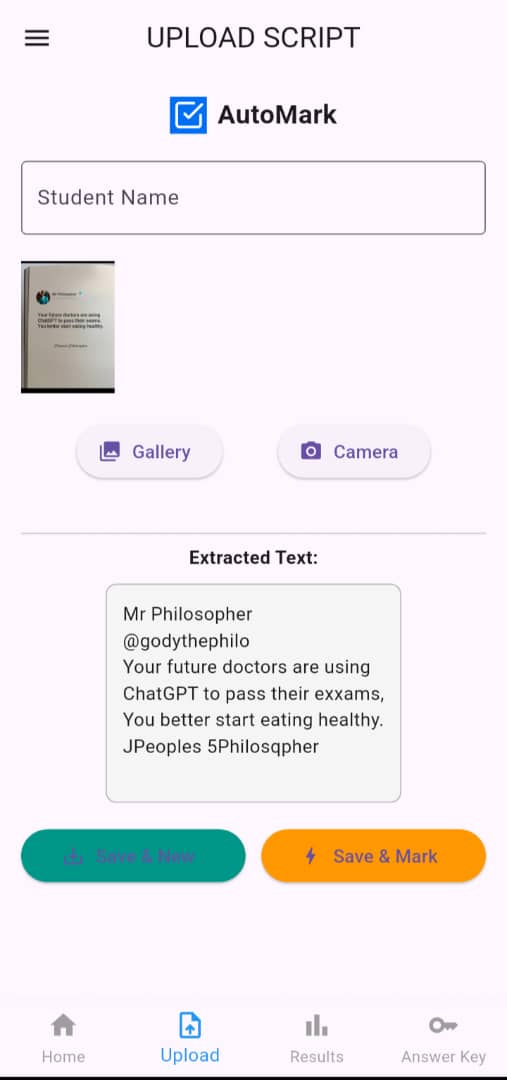 UPLOAD SCRIPT
AutoMark
Student Name
Mr Philosopher
Your future doctors are using
ChatGPT to pass their exams.
You better start eating healthy.
Gallery
Camera
Extracted Text:
Mr Philosopher
@godythephilo
Your future doctors are using
ChatGPT to pass their exxams,
You better start eating healthy.
JPeoples 5Philosqpher
Save & New
Save & Mark
Home
Upload
Results
Answer Key